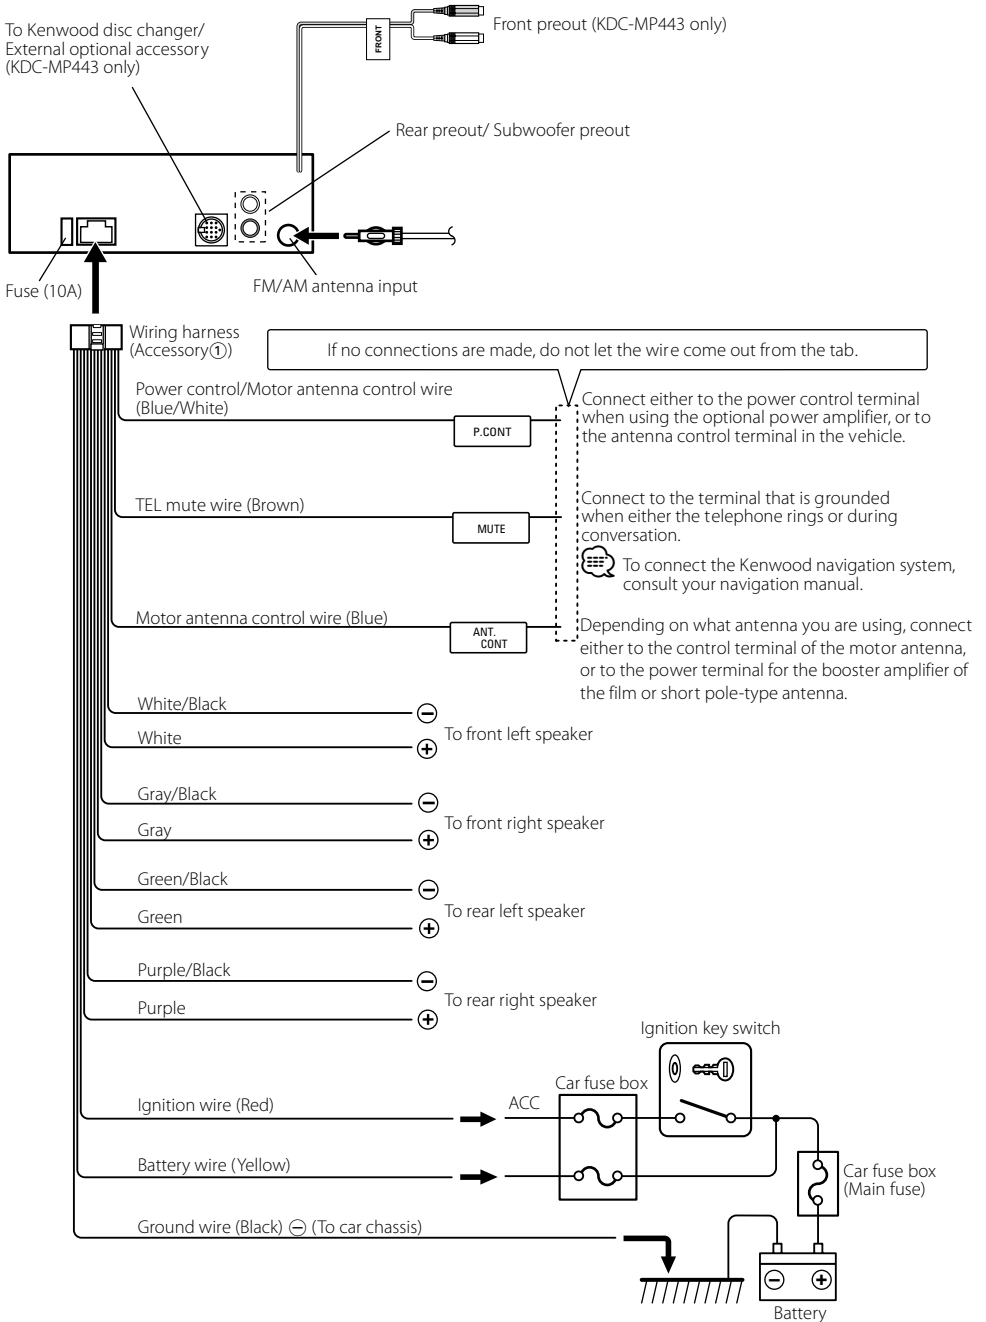 To Kenwood disc changer/
External optional accessory
(KDC-MP443 only)
FRONT
Front preout (KDC-MP443 only)
Rear preout/ Subwoofer preout
Fuse (10A)
FM/AM antenna input
Wiring harness
(Accessory①)
If no connections are made, do not let the wire come out from the tab.
Power control/Motor antenna control wire
(Blue/White)
P.CONT
Connect either to the power control terminal
when using the optional power amplifier, or to
the antenna control terminal in the vehicle.
TEL mute wire (Brown)
MUTE
Connect to the terminal that is grounded
when either the telephone rings or during
conversation.
To connect the Kenwood navigation system,
consult your navigation manual.
Motor antenna control wire (Blue)
ANT.
CONT
Depending on what antenna you are using, connect
either to the control terminal of the motor antenna,
or to the power terminal for the booster amplifier of
the film or short pole-type antenna.
White/Black
⊖
White
⊕
To front left speaker
Gray/Black
⊖
Gray
⊕
To front right speaker
Green/Black
⊖
Green
⊕
To rear left speaker
Purple/Black
⊖
Purple
⊕
To rear right speaker
Ignition key switch
Car fuse box
Ignition wire (Red)
ACC
Battery wire (Yellow)
Car fuse box
(Main fuse)
Ground wire (Black) ⊖ (To car chassis)
⊖ ⊕
Battery